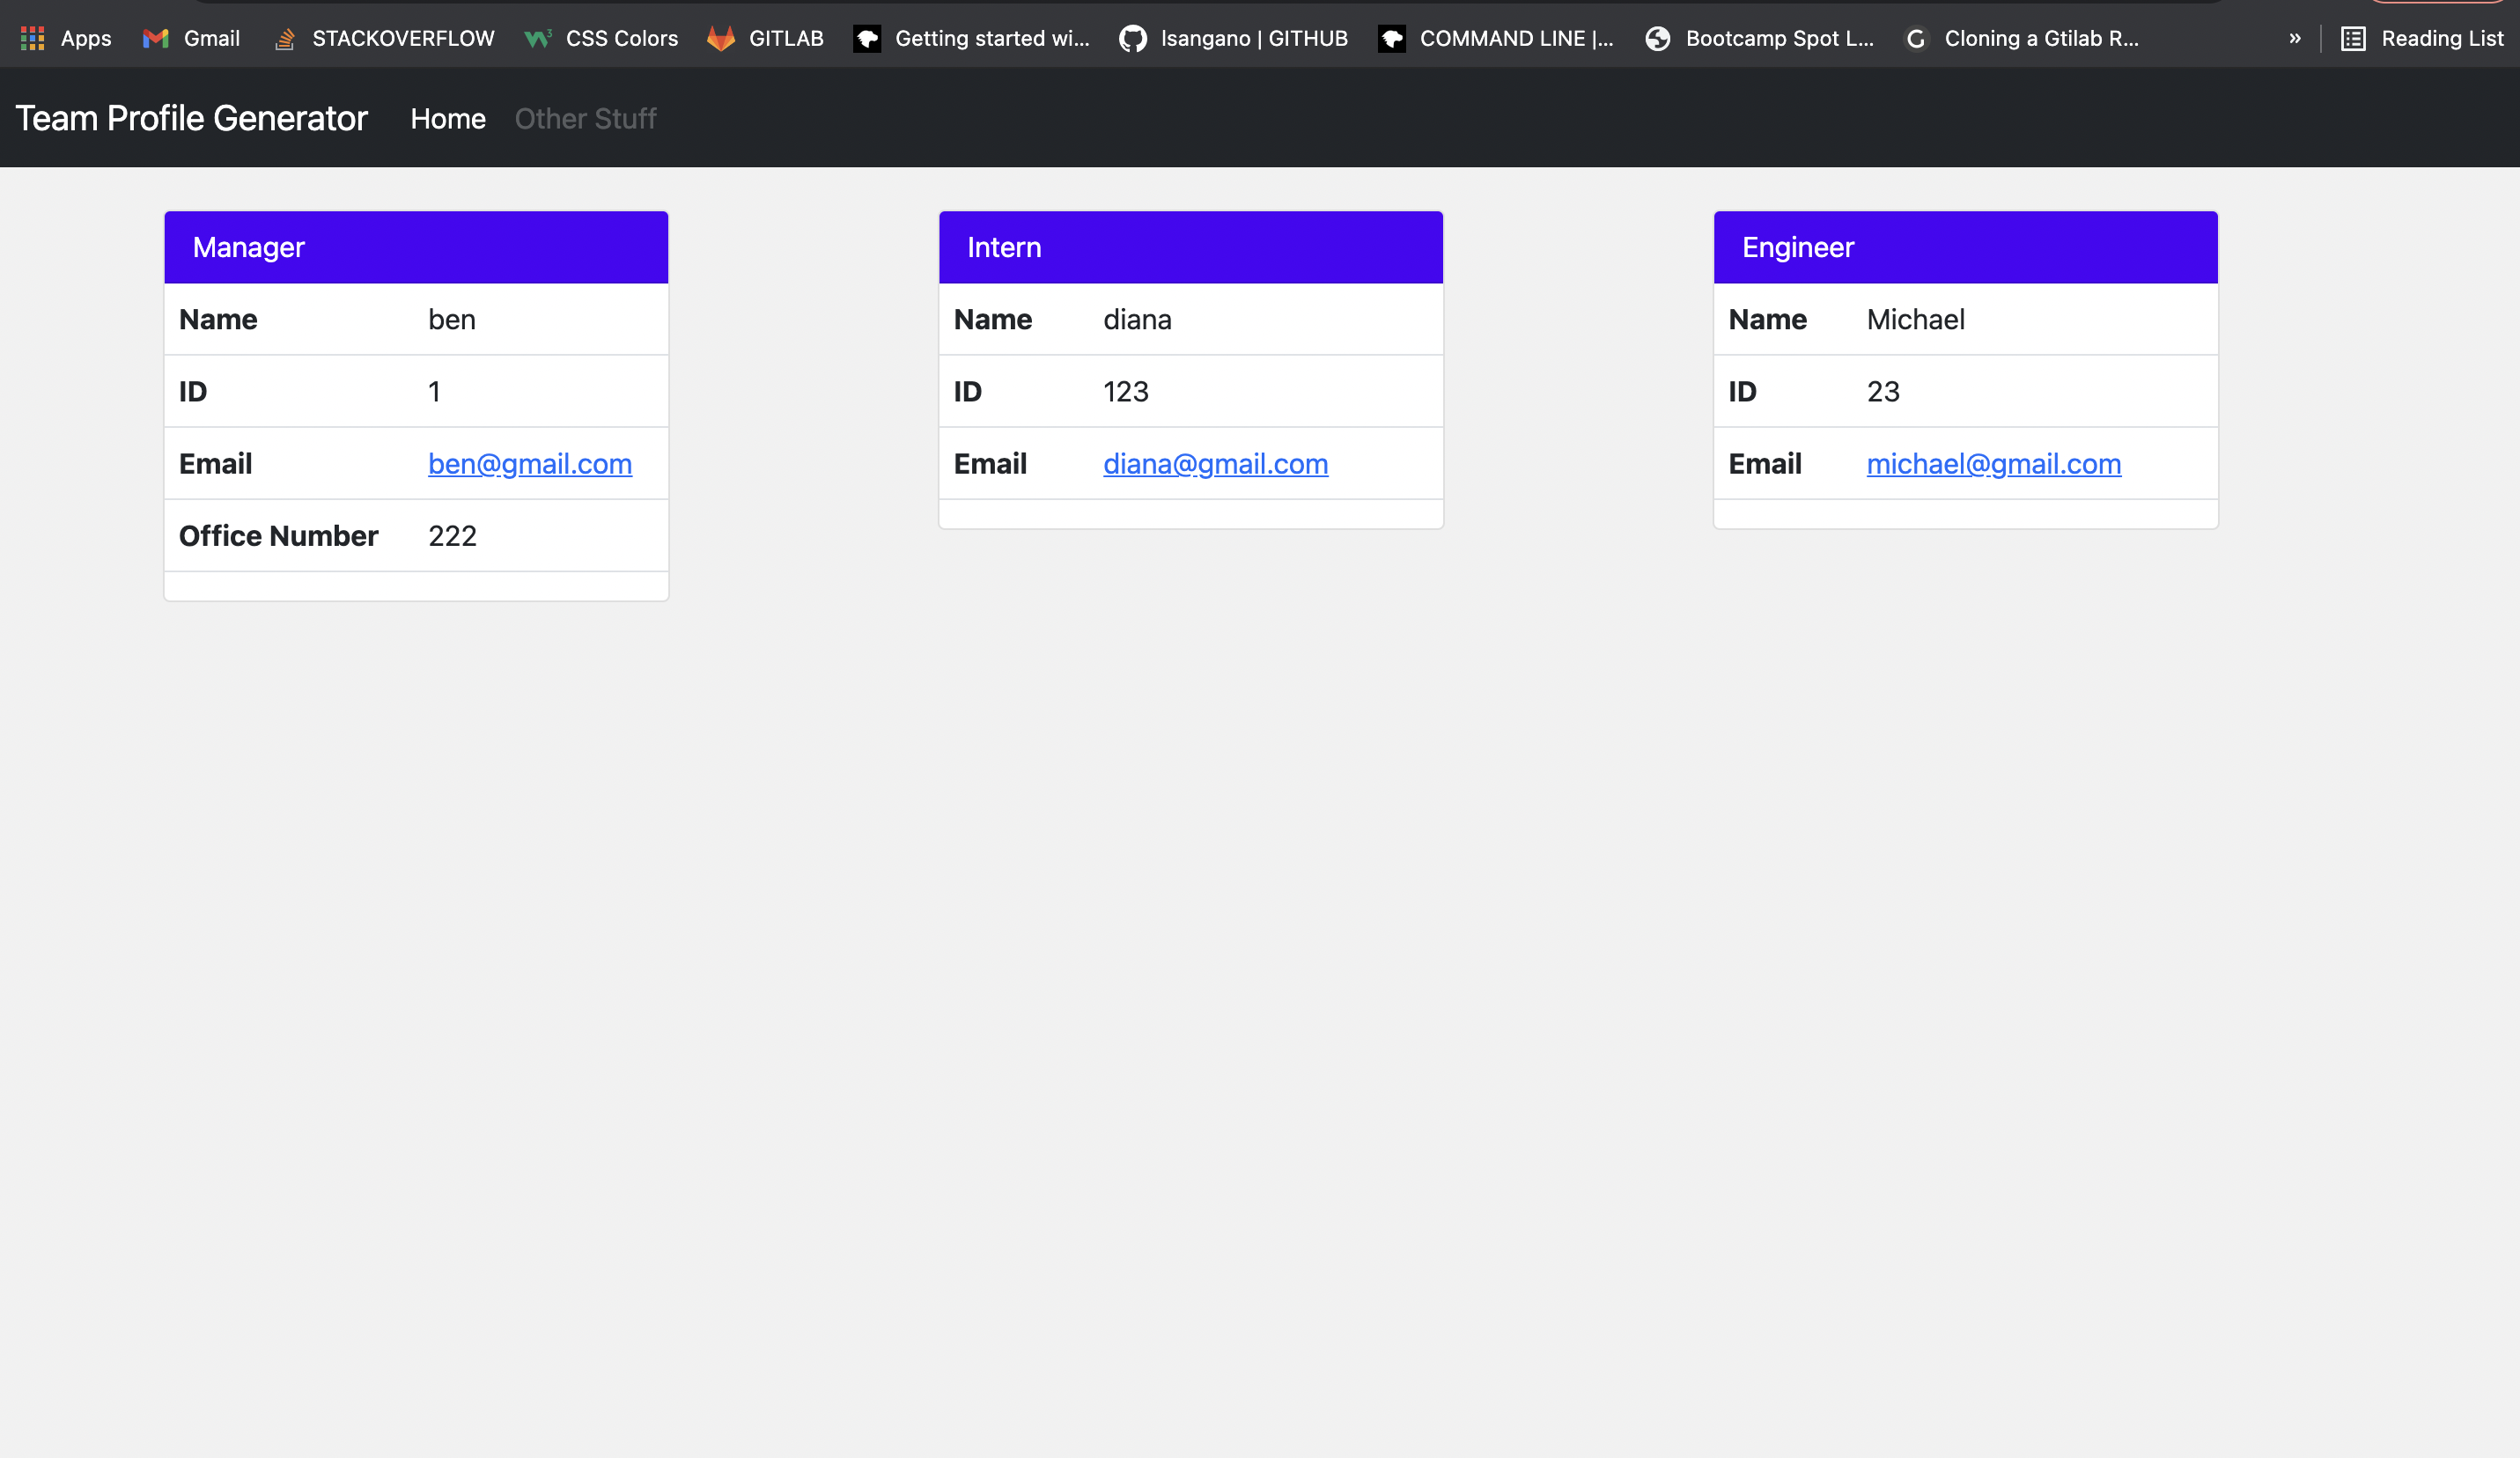 Apps Gmail STACKOVERFLOW CSS Colors GITLAB Getting started wi... Isangano | GITHUB COMMAND LINE |... Bootcamp Spot L... Cloning a Gtilab R... » Reading List
Team Profile Generator Home Other Stuff
Manager
Name ben
ID 1
Email ben@gmail.com
Office Number 222
Intern
Name diana
ID 123
Email diana@gmail.com
Engineer
Name Michael
ID 23
Email michael@gmail.com